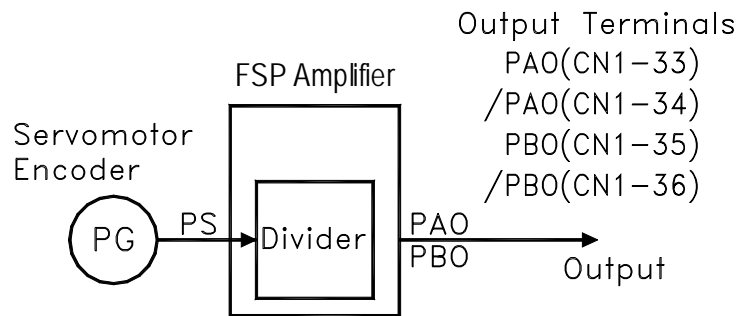 Output Terminals
PAO(CN1-33)
/PAO(CN1-34)
PBO(CN1-35)
/PBO(CN1-36)
FSP Amplifier
Servomotor
Encoder
PG
PS
Divider
PAO
PBO
Output